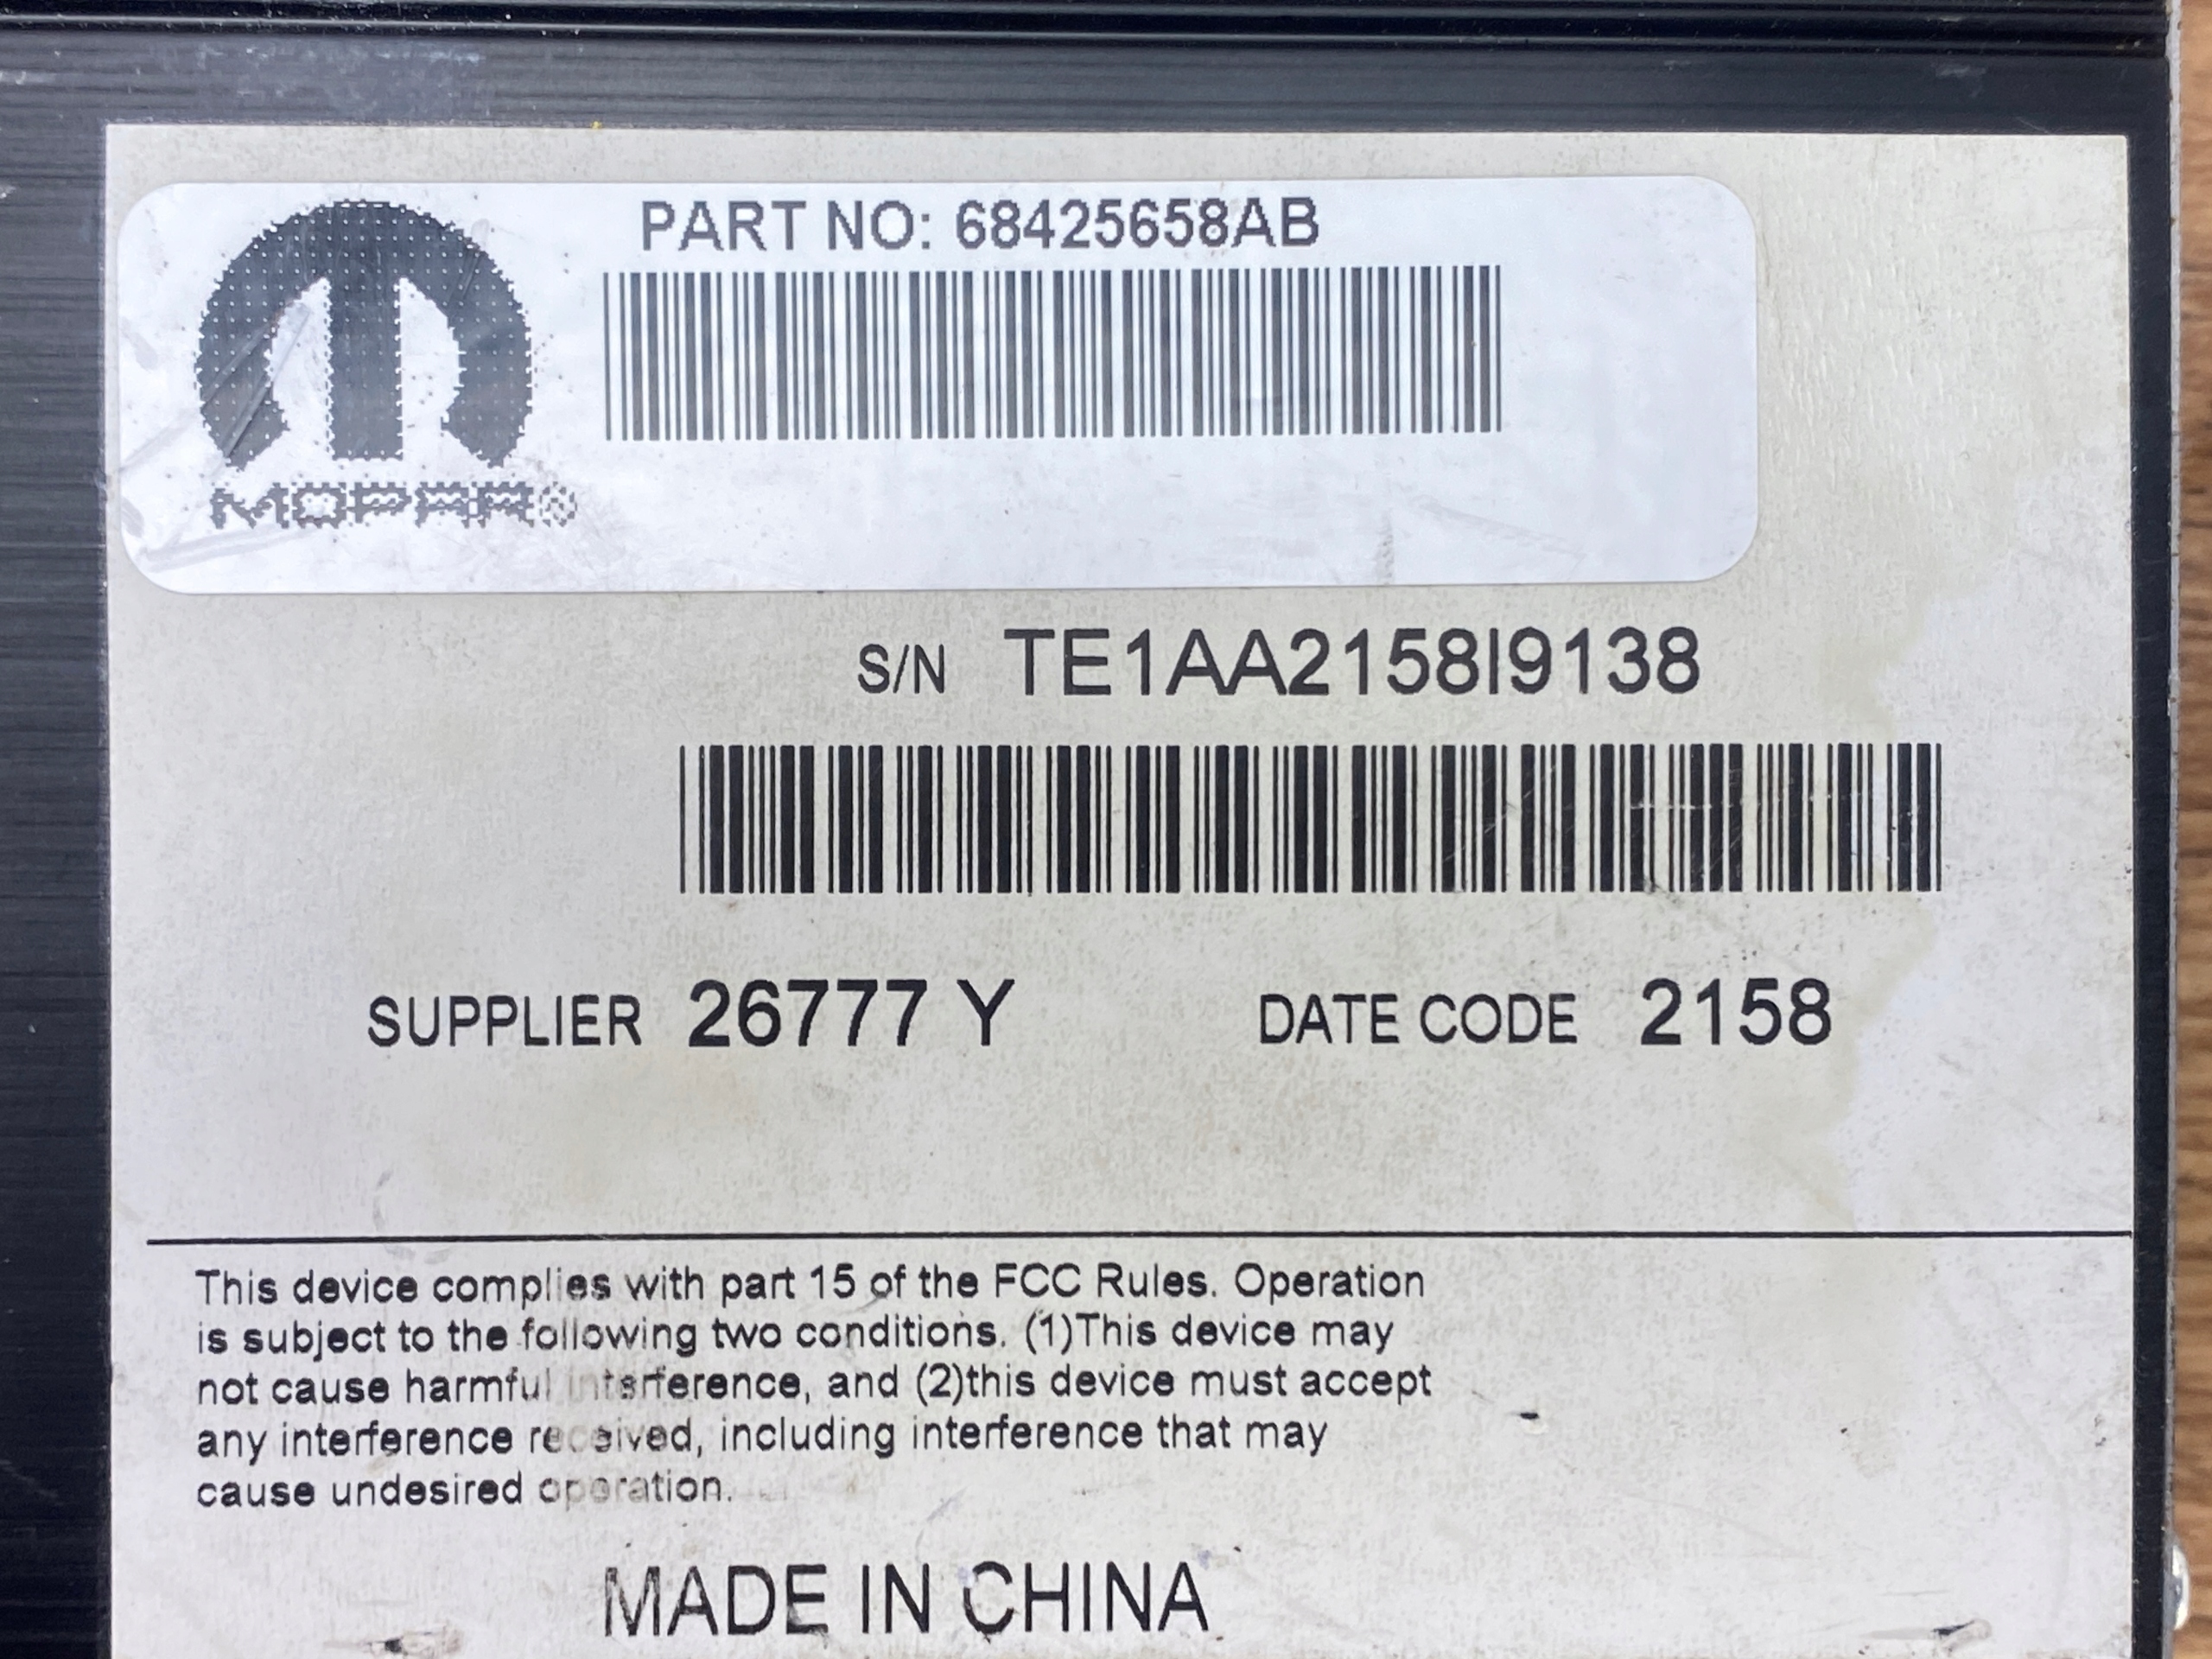 PART NO: 68425658AB
MOPAR®
S/N TE1AA2158I9138
SUPPLIER 26777 Y DATE CODE 2158
This device complies with part 15 of the FCC Rules. Operation
is subject to the following two conditions. (1)This device may
not cause harmful interference, and (2)this device must accept
any interference received, including interference that may
cause undesired operation.
MADE IN CHINA